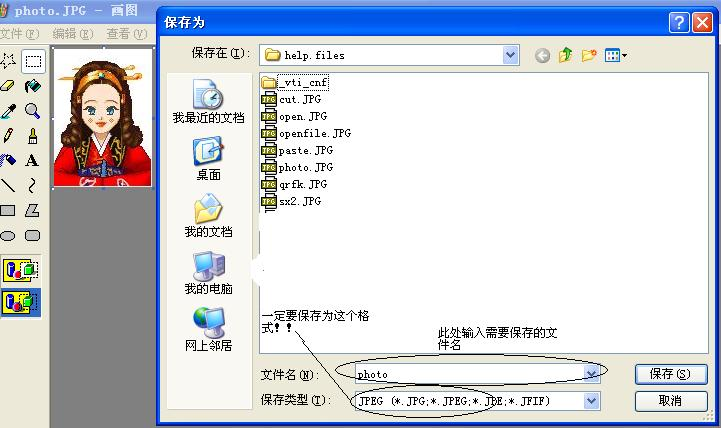 photo.JPG - 画图
文件(F) 编辑(E) 查看(V)
保存为
保存在(I):
help.files
_vti_cnf
cut.JPG
open.JPG
openfile.JPG
paste.JPG
photo.JPG
qrfk.JPG
sx2.JPG
我最近的文档
桌面
我的文档
我的电脑
网上邻居
一定要保存为这个格
式！！
此处输入需要保存的文
件名
文件名(N):
photo
保存(S)
保存类型(T):
JPEG (*.JPG;*.JPEG;*.JPE;*.JFIF)
取消